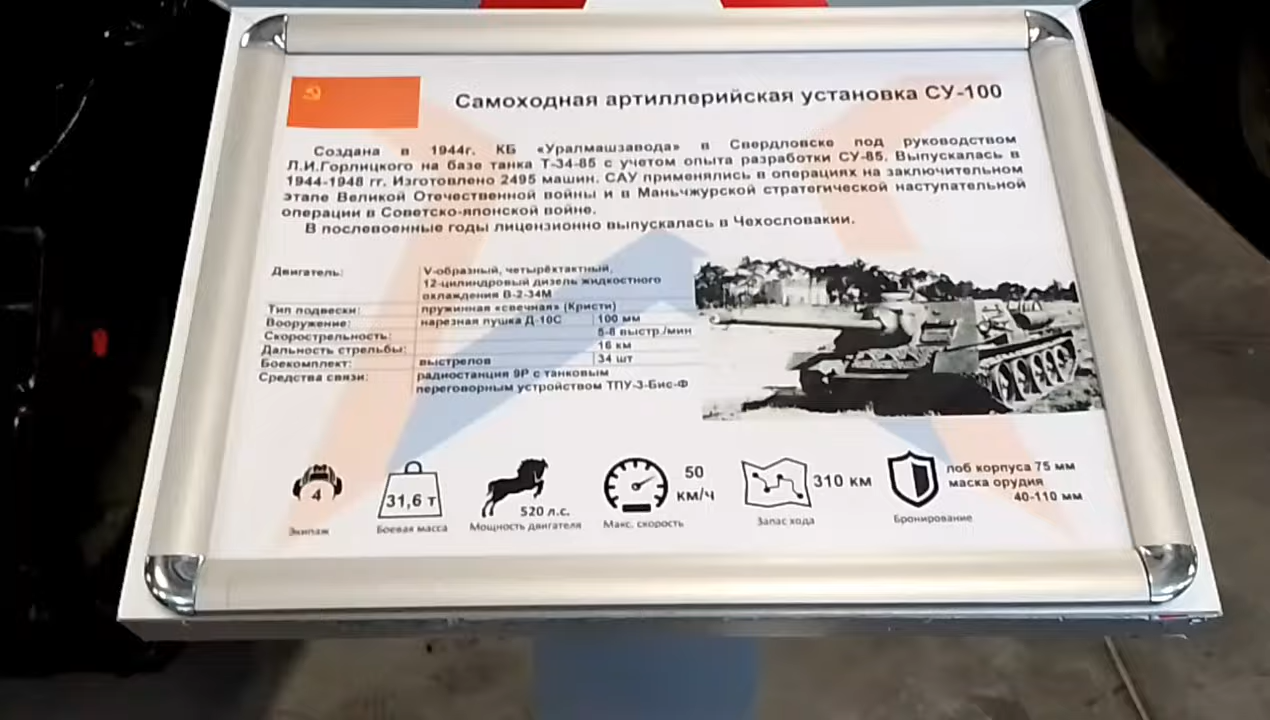 Самоходная артиллерийская установка СУ-100
Создана в 1944г. КБ «Уралмашзавода» в Свердловске под руководством
Л.И.Горлицкого на базе танка Т-34-85 с учетом опыта разработки СУ-85. Выпускалась в
1944-1948 гг. Изготовлено 2495 машин. САУ применялись в операциях на заключительном
этапе Великой Отечественной войны и в Маньчжурской стратегической наступательной
операции в Советско-японской войне.
В послевоенные годы лицензионно выпускалась в Чехословакии.
Двигатель: V-образный, четырёхтактный,
12-цилиндровый дизель жидкостного
охлаждения В-2-34М
Тип подвески: пружинная «свечная» (Кристи)
Вооружение: нарезная пушка Д-10С 100 мм
Скорострельность: 5-8 выстр./мин
Дальность стрельбы: 16 км
Боекомплект: выстрелов 34 шт
Средства связи: радиостанция 9Р с танковым
переговорным устройством ТПУ-3-Бис-Ф
4
Экипаж
31,6 т
Боевая масса
520 л.с.
Мощность двигателя
50
км/ч
Макс. скорость
310 км
Запас хода
лоб корпуса 75 мм
маска орудия
40-110 мм
Бронирование